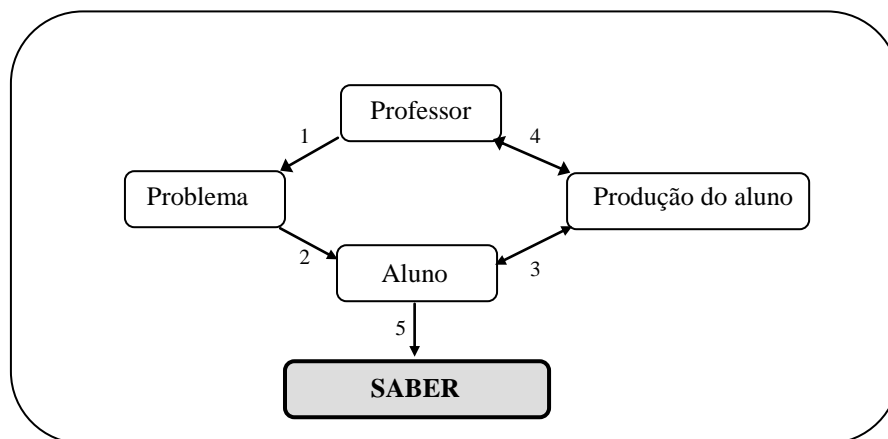 Professor
1
4
Problema
Produção do aluno
2
Aluno
3
5
SABER